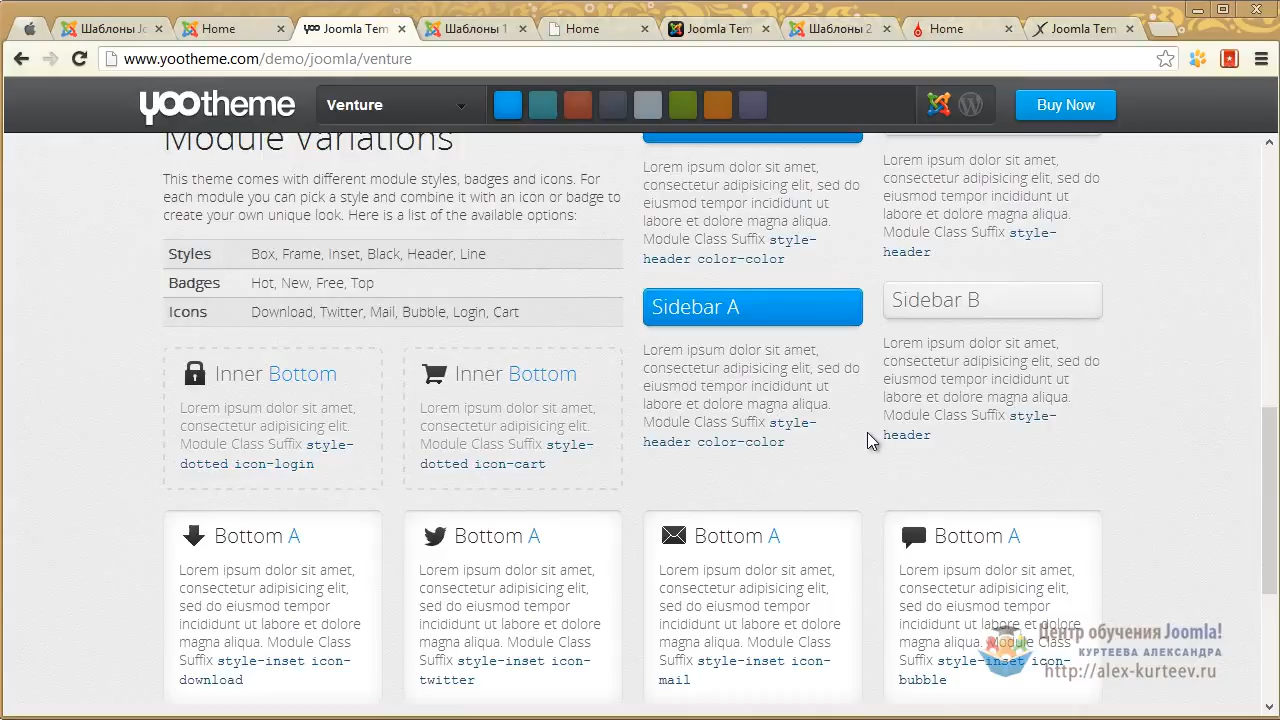 Шаблоны Jo
Home
yoo Joomla Tem
Шаблоны 1
Home
Joomla Tem
Шаблоны 2
Home
Joomla Tem
www.yootheme.com/demo/joomla/venture
yootheme
Venture
Buy Now
Module Variations
This theme comes with different module styles, badges and icons. For
each module you can pick a style and combine it with an icon or badge to
create your own unique look. Here is a list of the available options:
Styles Box, Frame, Inset, Black, Header, Line
Badges Hot, New, Free, Top
Icons Download, Twitter, Mail, Bubble, Login, Cart
Inner Bottom
Lorem ipsum dolor sit amet,
consectetur adipisicing elit.
Module Class Suffix style-
dotted icon-login
Inner Bottom
Lorem ipsum dolor sit amet,
consectetur adipisicing elit.
Module Class Suffix style-
dotted icon-cart
Lorem ipsum dolor sit amet,
consectetur adipisicing elit, sed do
eiusmod tempor incididunt ut
labore et dolore magna aliqua.
Module Class Suffix style-
header color-color
Sidebar A
Lorem ipsum dolor sit amet,
consectetur adipisicing elit, sed do
eiusmod tempor incididunt ut
labore et dolore magna aliqua.
Module Class Suffix style-
header color-color
Lorem ipsum dolor sit amet,
consectetur adipisicing elit, sed do
eiusmod tempor incididunt ut
labore et dolore magna aliqua.
Module Class Suffix style-
header
Sidebar B
Lorem ipsum dolor sit amet,
consectetur adipisicing elit, sed do
eiusmod tempor incididunt ut
labore et dolore magna aliqua.
Module Class Suffix style-
header
Bottom A
Lorem ipsum dolor sit amet,
consectetur adipisicing elit,
sed do eiusmod tempor
incididunt ut labore et dolore
magna aliqua. Module Class
Suffix style-inset icon-
download
Bottom A
Lorem ipsum dolor sit amet,
consectetur adipisicing elit,
sed do eiusmod tempor
incididunt ut labore et dolore
magna aliqua. Module Class
Suffix style-inset icon-
twitter
Bottom A
Lorem ipsum dolor sit amet,
consectetur adipisicing elit,
sed do eiusmod tempor
incididunt ut labore et dolore
magna aliqua. Module Class
Suffix style-inset icon-
mail
Bottom A
Lorem ipsum dolor sit amet,
consectetur adipisicing elit,
sed do eiusmod tempor
incididunt ut labore et dolore
magna aliqua. Module Class
Suffix style-inset icon-
bubble
Центр обучения Joomla!
КУРТЕЕВА АЛЕКСАНДРА
http://alex-kurteev.ru